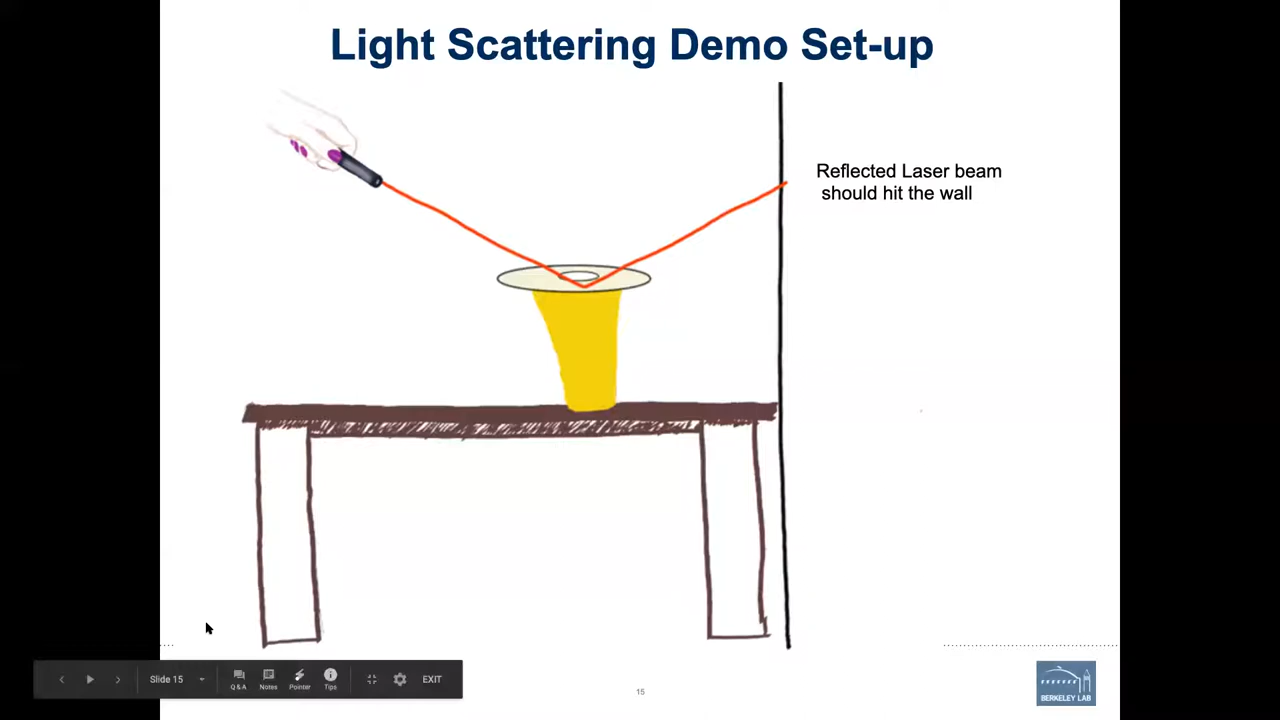 Light Scattering Demo Set-up
Reflected Laser beam
should hit the wall
Slide 15
Q & A
Notes
Pointer
Tips
EXIT
15
BERKELEY LAB